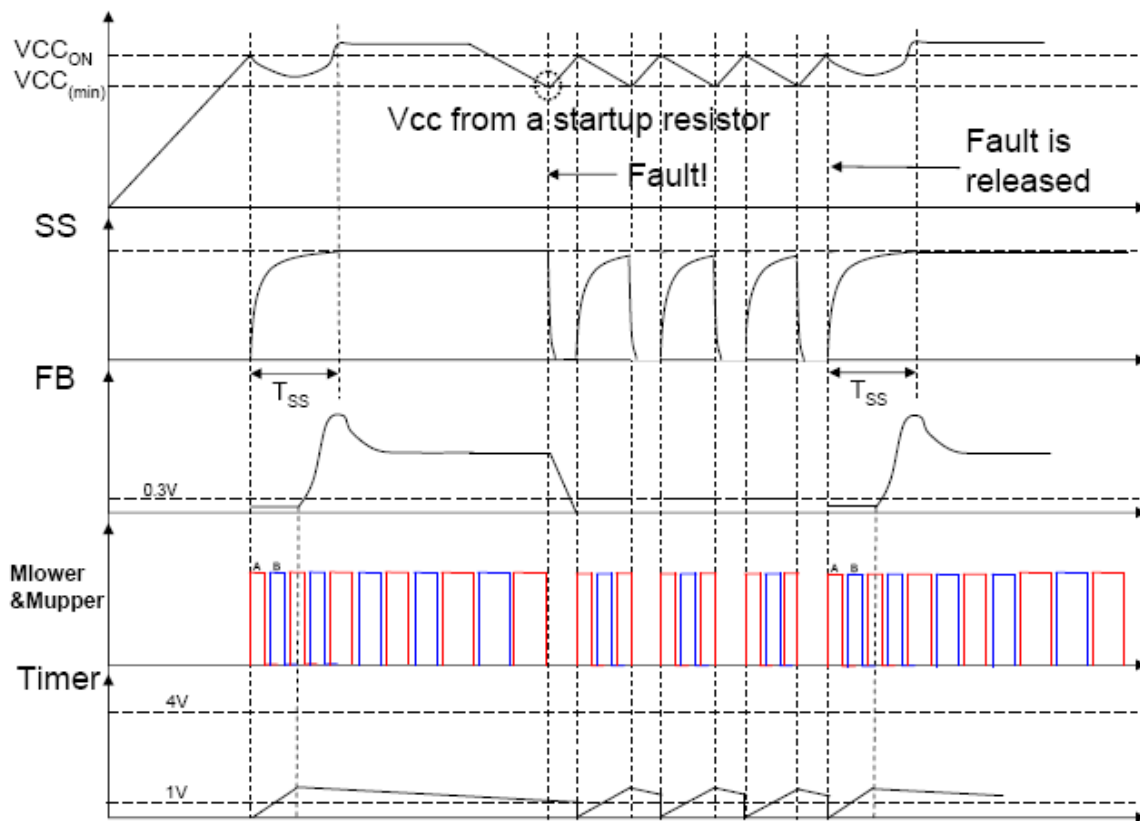 VCC_ON
VCC_(min)
Vcc from a startup resistor
Fault!
Fault is
released
SS
T_SS
T_SS
FB
0.3V
A B
A B
Mlower
&Mupper
Timer
4V
1V